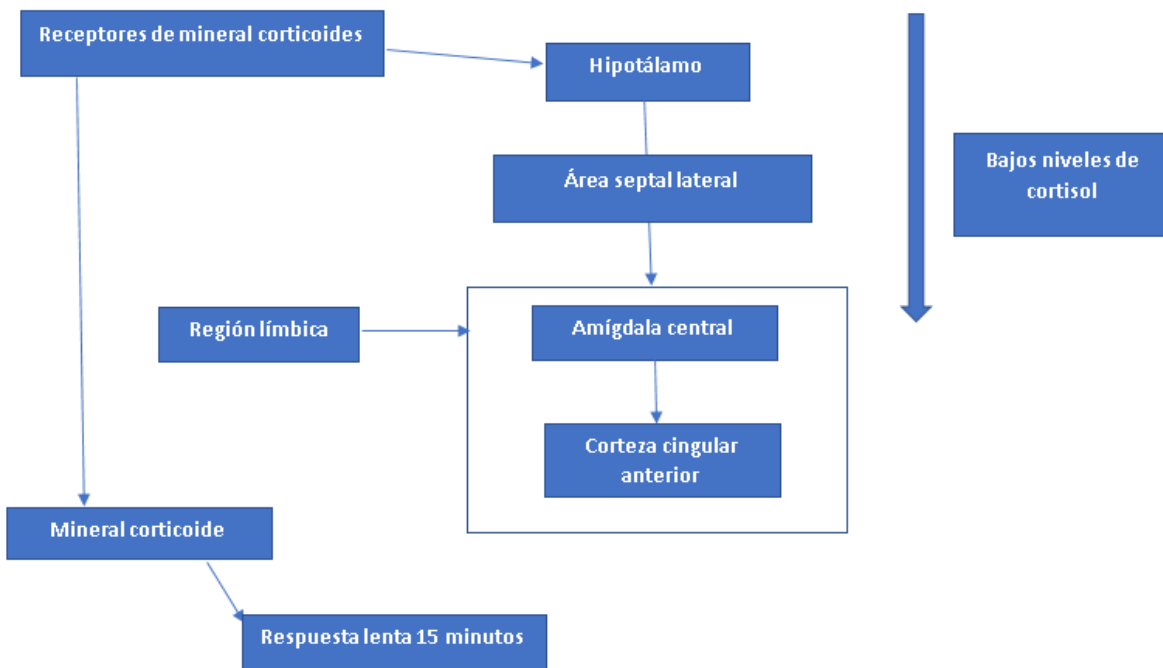 Receptores de mineral corticoides
Hipotálamo
Área septal lateral
Bajos niveles de
cortisol
Región límbica
Amígdala central
Corteza cingular
anterior
Mineral corticoide
Respuesta lenta 15 minutos